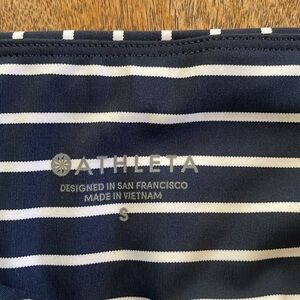 ATHLETA
DESIGNED IN SAN FRANCISCO
MADE IN VIETNAM
S